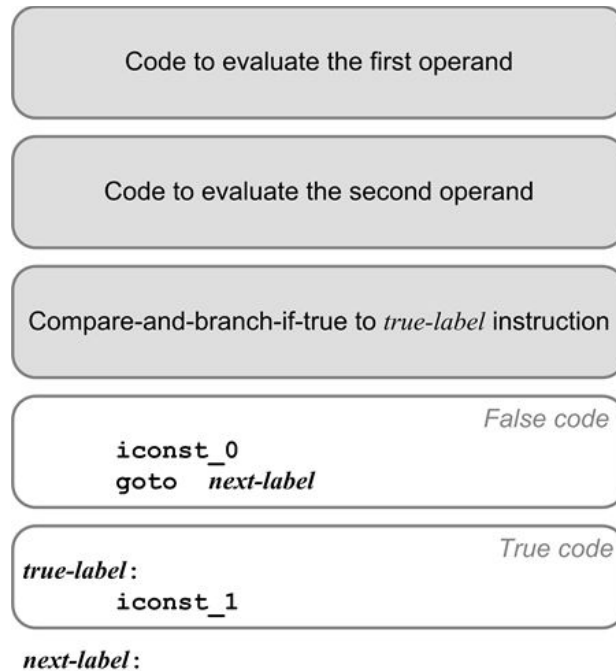 Code to evaluate the first operand
Code to evaluate the second operand
Compare-and-branch-if-true to true-label instruction
False code
iconst_0
goto next-label
True code
true-label:
iconst_1
next-label: